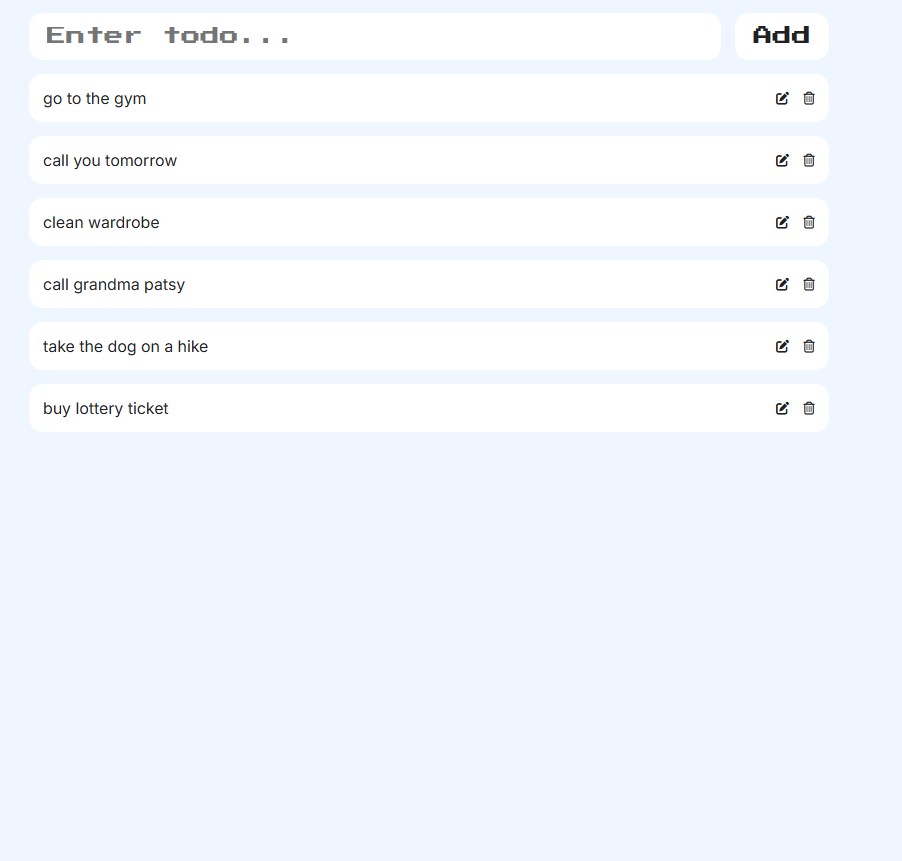 Enter todo...
Add
go to the gym
call you tomorrow
clean wardrobe
call grandma patsy
take the dog on a hike
buy lottery ticket